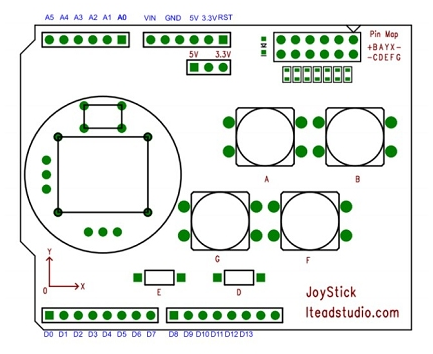 A5 A4 A3 A2 A1 A0 VIN GND 5V 3.3V RST
5V 3.3V
Pin Map
+BAYX-
-CDEFG
A B
G F
Y
0 X
E D
JoyStick
Iteadstudio.com
D0 D1 D2 D3 D4 D5 D6 D7 D8 D9 D10 D11 D12 D13